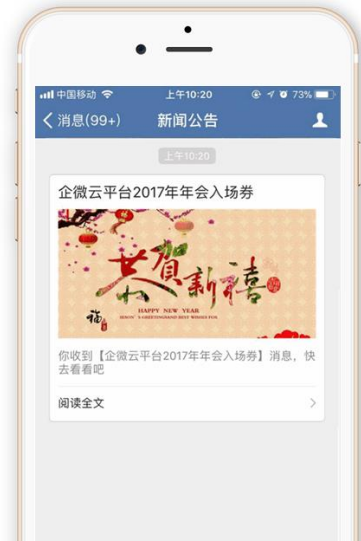 中国移动 上午10:20 73%
消息(99+) 新闻公告
上午10:20
企微云平台2017年年会入场券
恭贺新禧
HAPPY NEW YEAR
福
你收到【企微云平台2017年年会入场券】消息，快
去看看吧
阅读全文